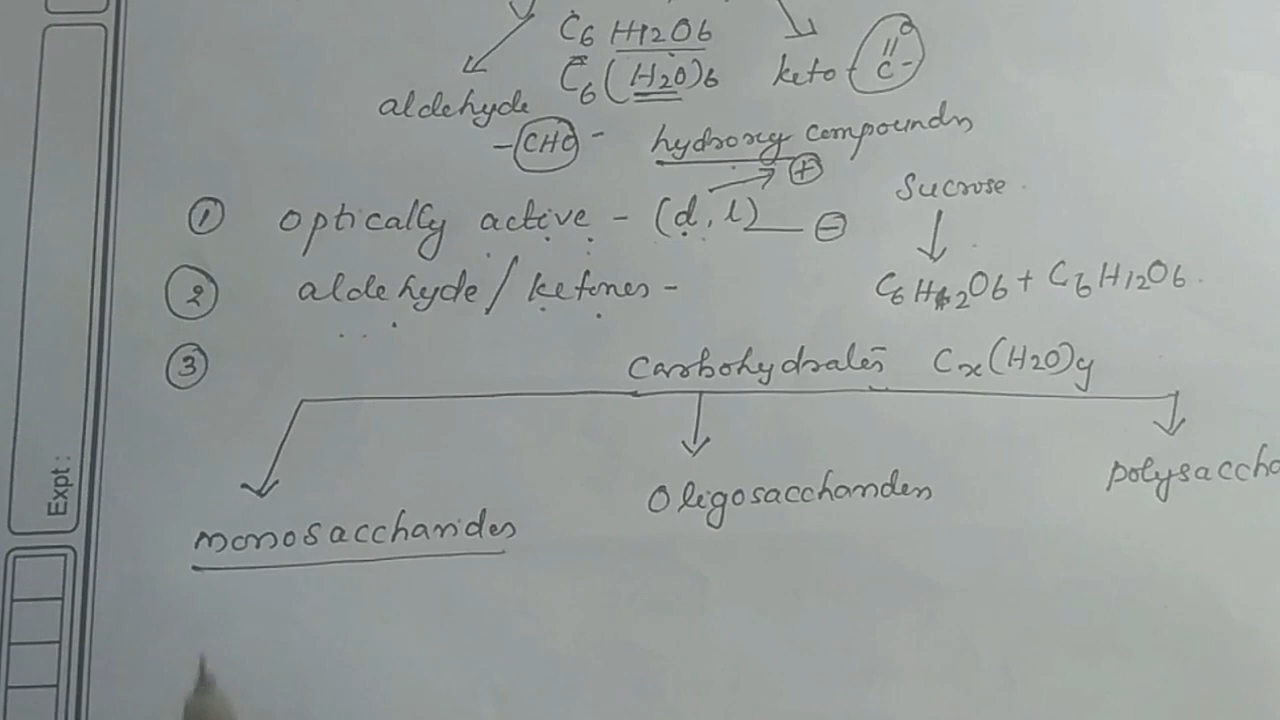 C6 H12O6
C6(H2O)6 keto -C-
O
aldehyde
-CHO- hydroxy compounds
① optically active - (d, l) + -
Sucrose
② aldehyde/ketones -
C6H12O6 + C6H12O6
③ Carbohydrates Cx(H2O)y
monosaccharides Oligosaccharides polysaccha
Expt: